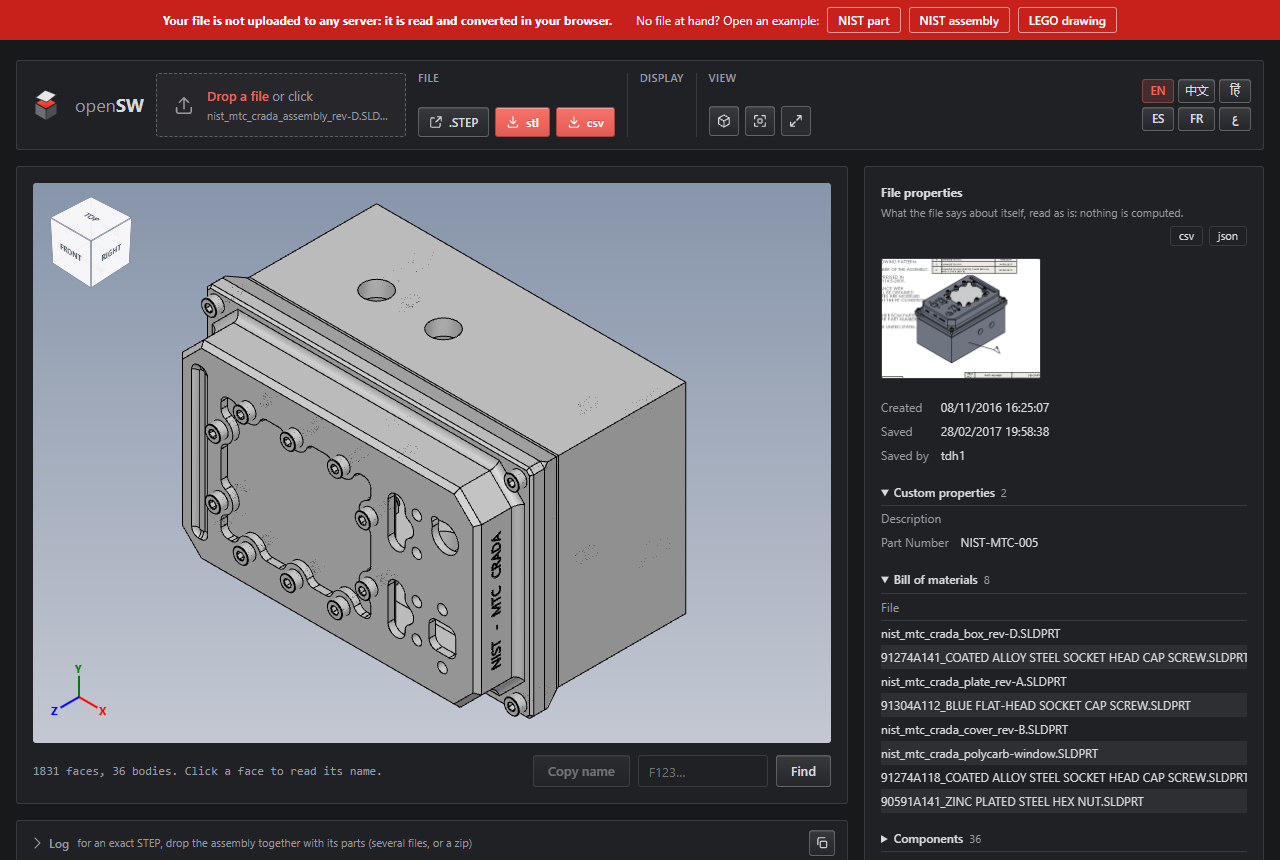 Your file is not uploaded to any server: it is read and converted in your browser. No file at hand? Open an example: NIST part NIST assembly LEGO drawing
openSW
Drop a file or click
nist_mtc_crada_assembly_rev-D.SLD...
FILE
.STEP stl csv
DISPLAY
VIEW
EN 中文 हिं
ES FR ع
TOP
FRONT RIGHT
NIST - MTC CRADA
Y
Z X
1831 faces, 36 bodies. Click a face to read its name.
Copy name F123... Find
Log for an exact STEP, drop the assembly together with its parts (several files, or a zip)
File properties
What the file says about itself, read as is: nothing is computed.
csv json
Created 08/11/2016 16:25:07
Saved 28/02/2017 19:58:38
Saved by tdh1
Custom properties 2
Description
Part Number NIST-MTC-005
Bill of materials 8
File
nist_mtc_crada_box_rev-D.SLDPRT
91274A141_COATED ALLOY STEEL SOCKET HEAD CAP SCREW.SLDPRT
nist_mtc_crada_plate_rev-A.SLDPRT
91304A112_BLUE FLAT-HEAD SOCKET CAP SCREW.SLDPRT
nist_mtc_crada_cover_rev-B.SLDPRT
nist_mtc_crada_polycarb-window.SLDPRT
91274A118_COATED ALLOY STEEL SOCKET HEAD CAP SCREW.SLDPRT
90591A141_ZINC PLATED STEEL HEX NUT.SLDPRT
Components 36